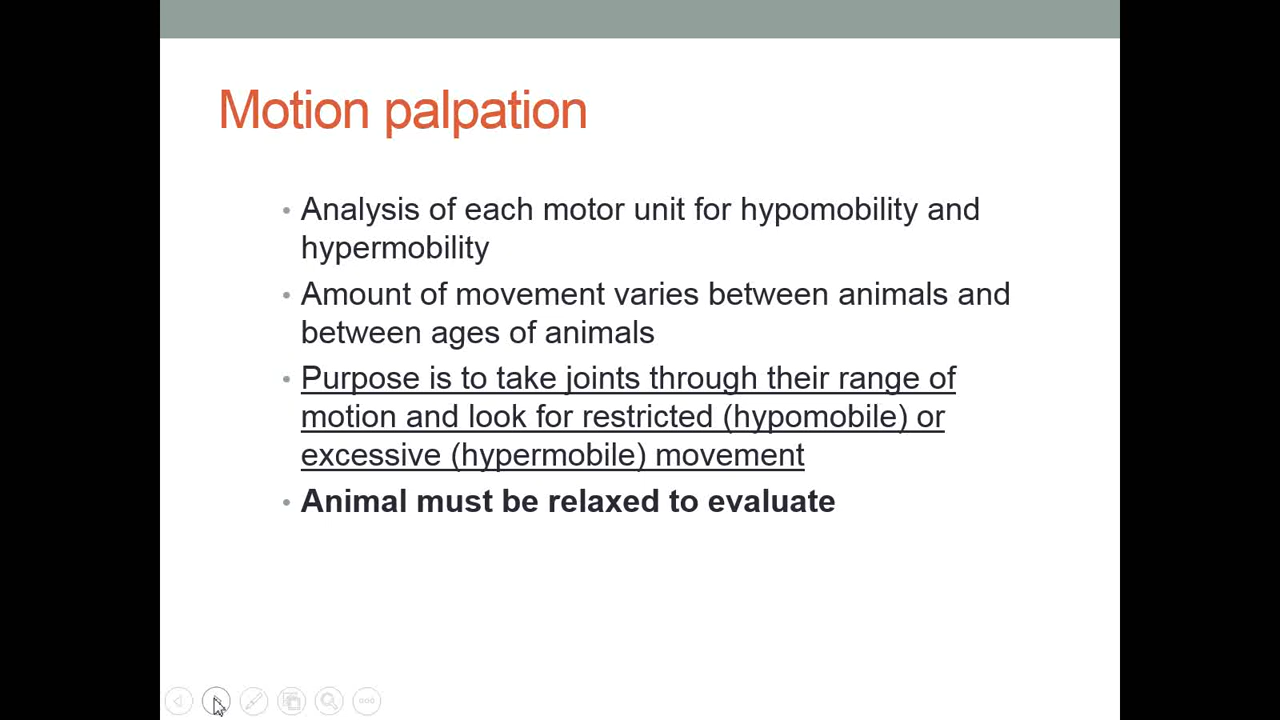 Motion palpation
• Analysis of each motor unit for hypomobility and
hypermobility
• Amount of movement varies between animals and
between ages of animals
• Purpose is to take joints through their range of
motion and look for restricted (hypomobile) or
excessive (hypermobile) movement
• Animal must be relaxed to evaluate